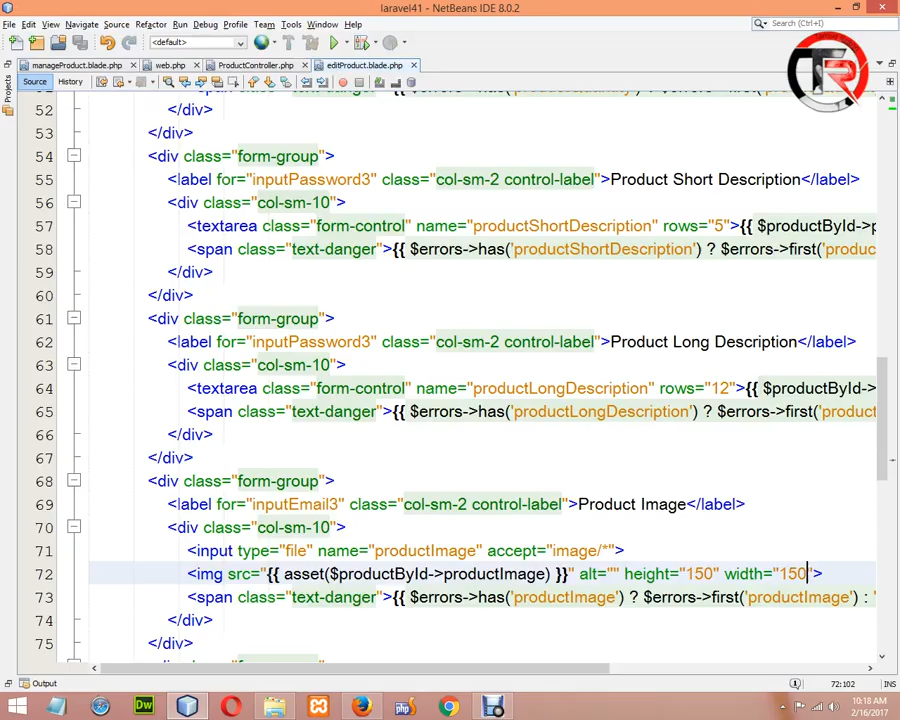 laravel41 - NetBeans IDE 8.0.2
File Edit View Navigate Source Refactor Run Debug Profile Team Tools Window Help
Search (Ctrl+I)
<default>
manageProduct.blade.php web.php ProductController.php editProduct.blade.php
Source History
Projects
TR
52 </div>
53 </div>
54 <div class="form-group">
55 <label for="inputPassword3" class="col-sm-2 control-label">Product Short Description</label>
56 <div class="col-sm-10">
57 <textarea class="form-control" name="productShortDescription" rows="5">{{ $productById->p
58 <span class="text-danger">{{ $errors->has('productShortDescription') ? $errors->first('produc
59 </div>
60 </div>
61 <div class="form-group">
62 <label for="inputPassword3" class="col-sm-2 control-label">Product Long Description</label>
63 <div class="col-sm-10">
64 <textarea class="form-control" name="productLongDescription" rows="12">{{ $productById->
65 <span class="text-danger">{{ $errors->has('productLongDescription') ? $errors->first('product
66 </div>
67 </div>
68 <div class="form-group">
69 <label for="inputEmail3" class="col-sm-2 control-label">Product Image</label>
70 <div class="col-sm-10">
71 <input type="file" name="productImage" accept="image/*">
72 <img src="{{ asset($productById->productImage) }}" alt="" height="150" width="150">
73 <span class="text-danger">{{ $errors->has('productImage') ? $errors->first('productImage') : '
74 </div>
75 </div>
Output
72:102 INS
Dw
php
10:18 AM
2/16/2017